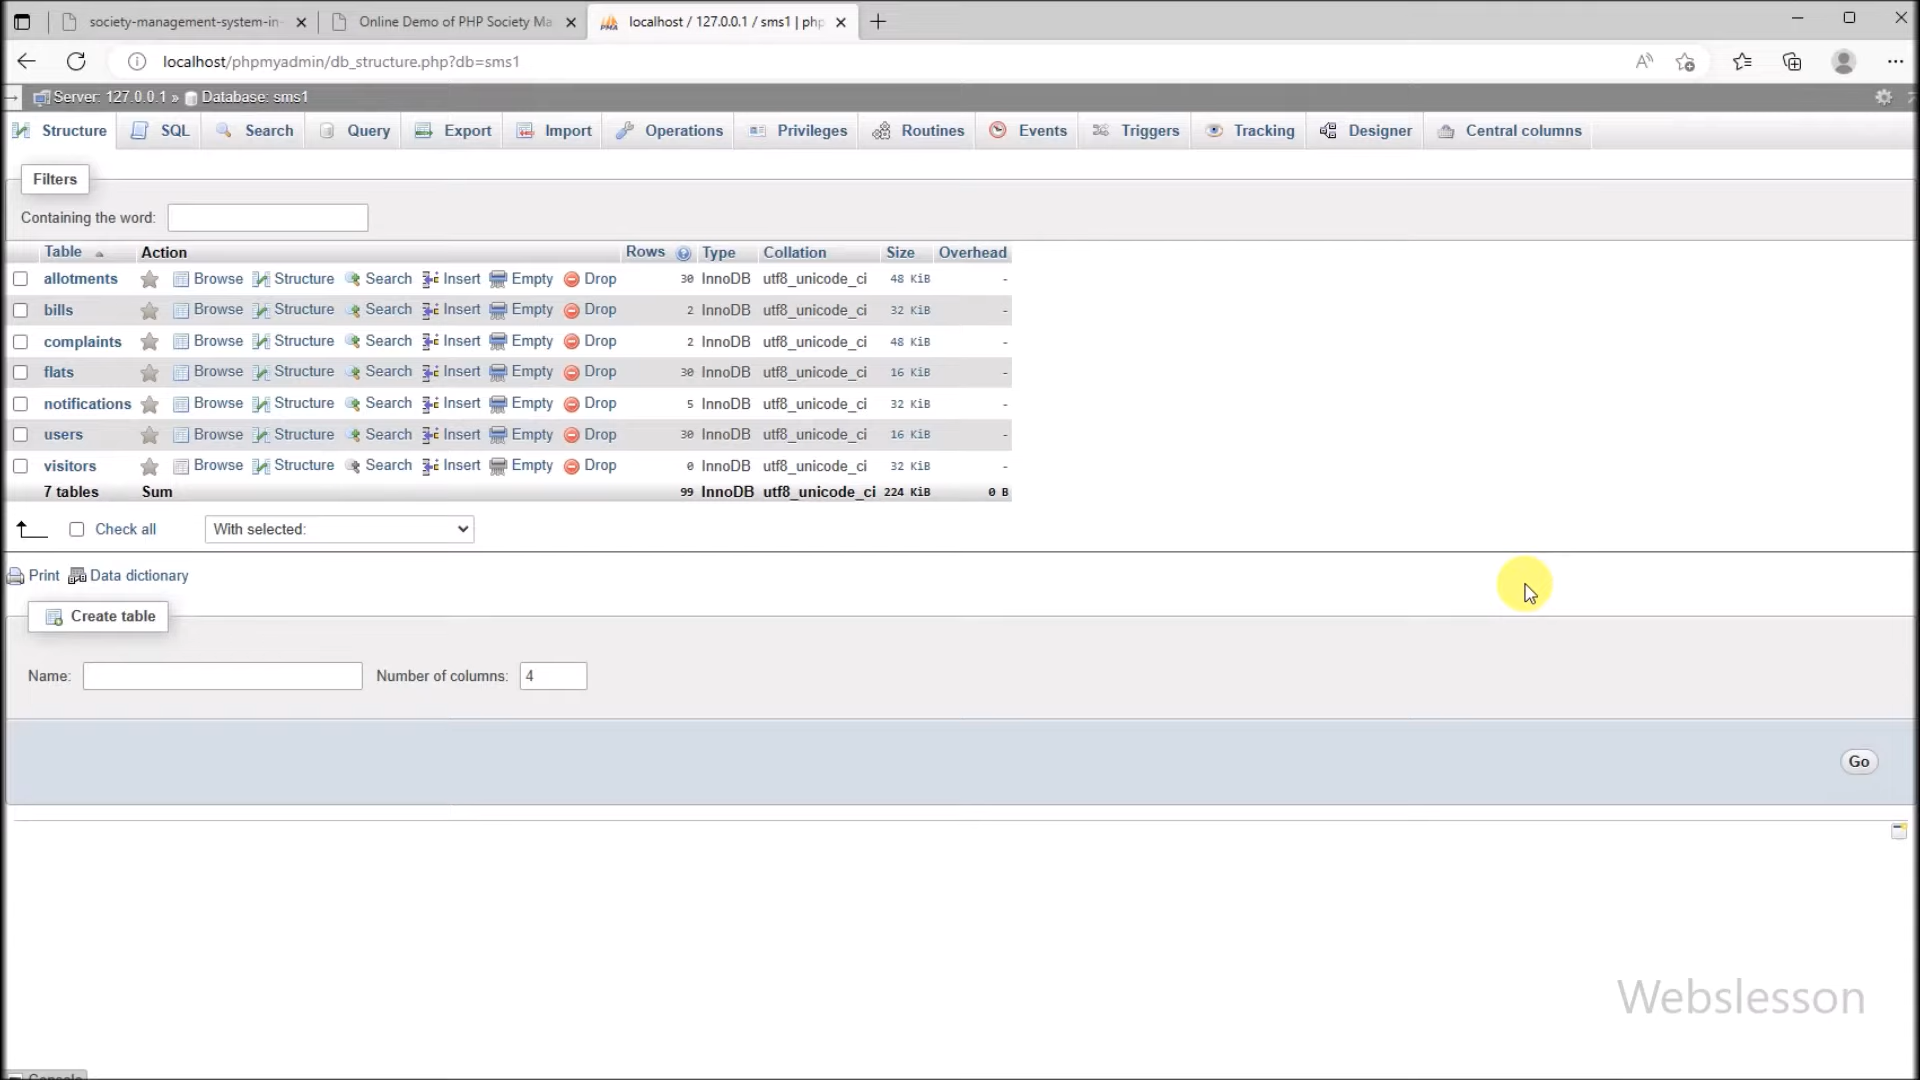 society-management-system-in-
Online Demo of PHP Society Ma
localhost / 127.0.0.1 / sms1 | php
localhost/phpmyadmin/db_structure.php?db=sms1
Server: 127.0.0.1 » Database: sms1
Structure SQL Search Query Export Import Operations Privileges Routines Events Triggers Tracking Designer Central columns
Filters
Containing the word:
Table Action Rows Type Collation Size Overhead
allotments Browse Structure Search Insert Empty Drop 30 InnoDB utf8_unicode_ci 48 KiB -
bills Browse Structure Search Insert Empty Drop 2 InnoDB utf8_unicode_ci 32 KiB -
complaints Browse Structure Search Insert Empty Drop 2 InnoDB utf8_unicode_ci 48 KiB -
flats Browse Structure Search Insert Empty Drop 30 InnoDB utf8_unicode_ci 16 KiB -
notifications Browse Structure Search Insert Empty Drop 5 InnoDB utf8_unicode_ci 32 KiB -
users Browse Structure Search Insert Empty Drop 30 InnoDB utf8_unicode_ci 16 KiB -
visitors Browse Structure Search Insert Empty Drop 0 InnoDB utf8_unicode_ci 32 KiB -
7 tables Sum 99 InnoDB utf8_unicode_ci 224 KiB 0 B
Check all With selected:
Print Data dictionary
Create table
Name: Number of columns: 4
Go
Webslesson
Console